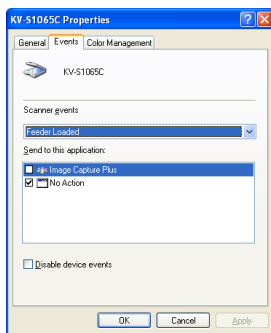 KV-S1065C Properties
General Events Color Management
KV-S1065C
Scanner events
Feeder Loaded
Send to this application:
Image Capture Plus
No Action
Disable device events
OK Cancel Apply